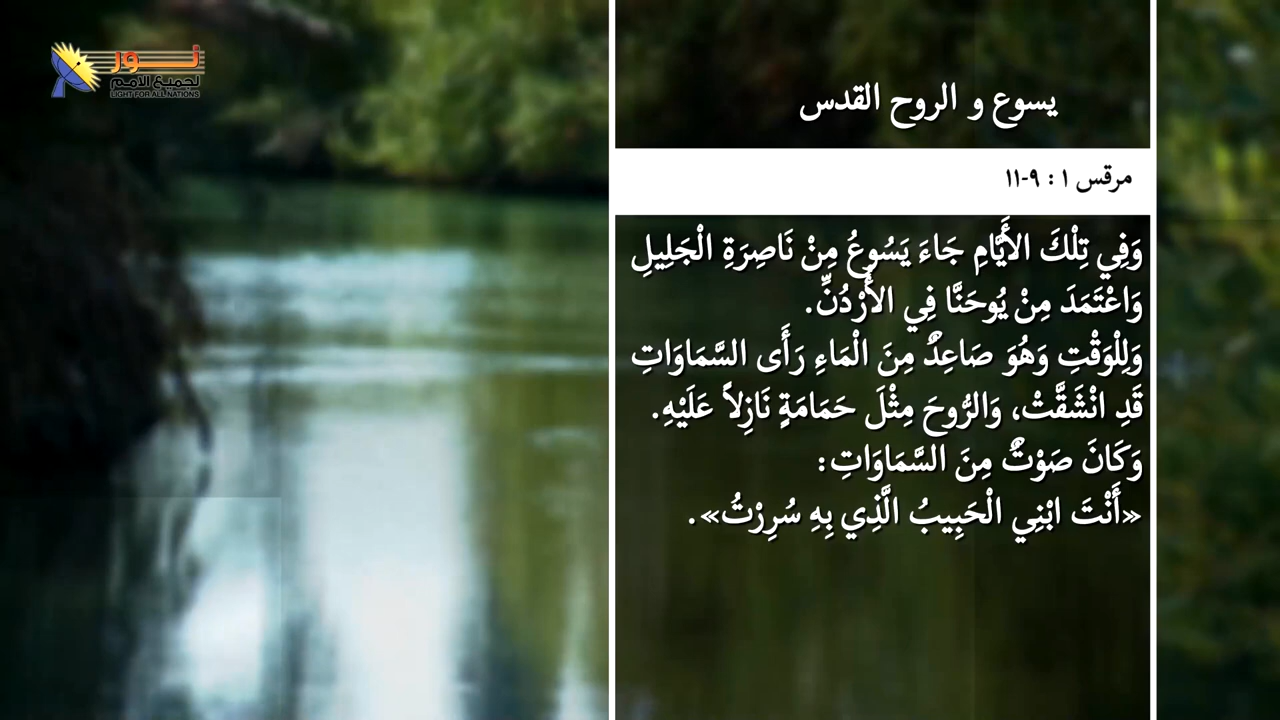 نور
لجميع الامم
LIGHT FOR ALL NATIONS
يسوع و الروح القدس
مرقس ١ : ٩-١١
وَفِي تِلْكَ الأَيَّامِ جَاءَ يَسُوعُ مِنْ نَاصِرَةِ الْجَلِيلِ
وَاعْتَمَدَ مِنْ يُوحَنَّا فِي الأُرْدُنِّ.
وَلِلْوَقْتِ وَهُوَ صَاعِدٌ مِنَ الْمَاءِ رَأَى السَّمَاوَاتِ
قَدِ انْشَقَّتْ، وَالرُّوحَ مِثْلَ حَمَامَةٍ نَازِلاً عَلَيْهِ.
وَكَانَ صَوْتٌ مِنَ السَّمَاوَاتِ:
«أَنْتَ ابْنِي الْحَبِيبُ الَّذِي بِهِ سُرِرْتُ».